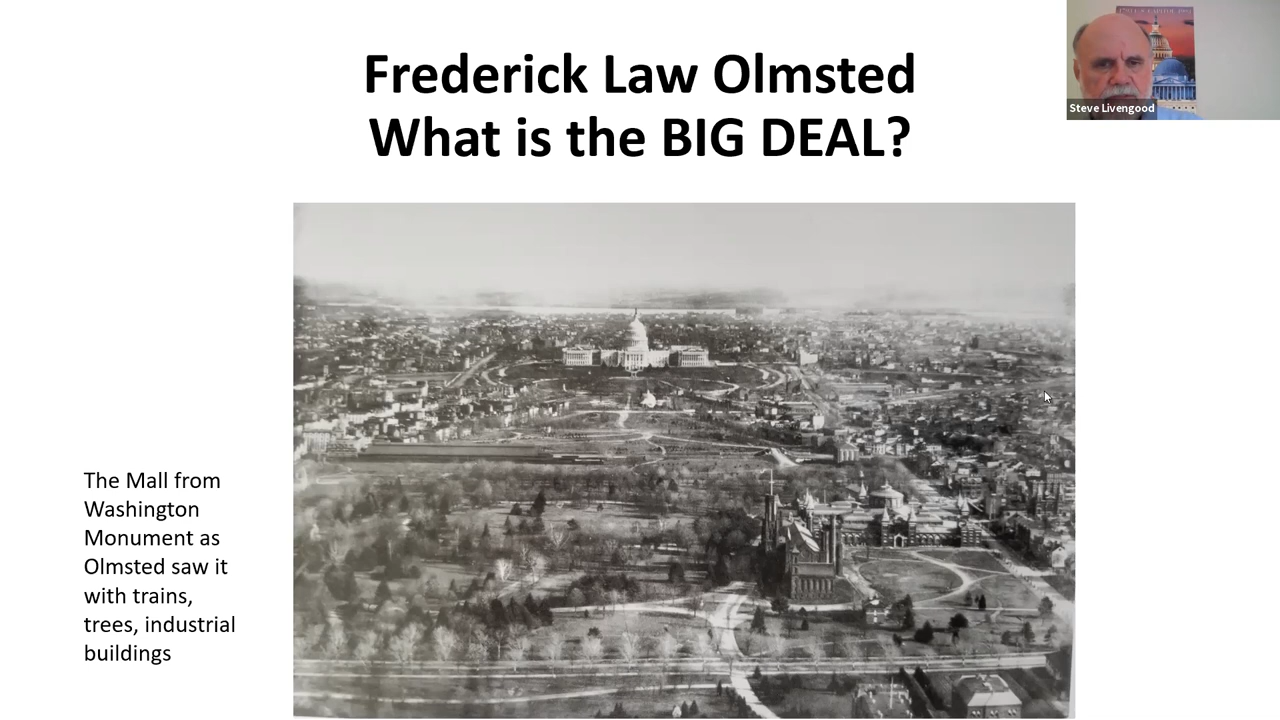 Frederick Law Olmsted
What is the BIG DEAL?
Steve Livengood
The Mall from
Washington
Monument as
Olmsted saw it
with trains,
trees, industrial
buildings